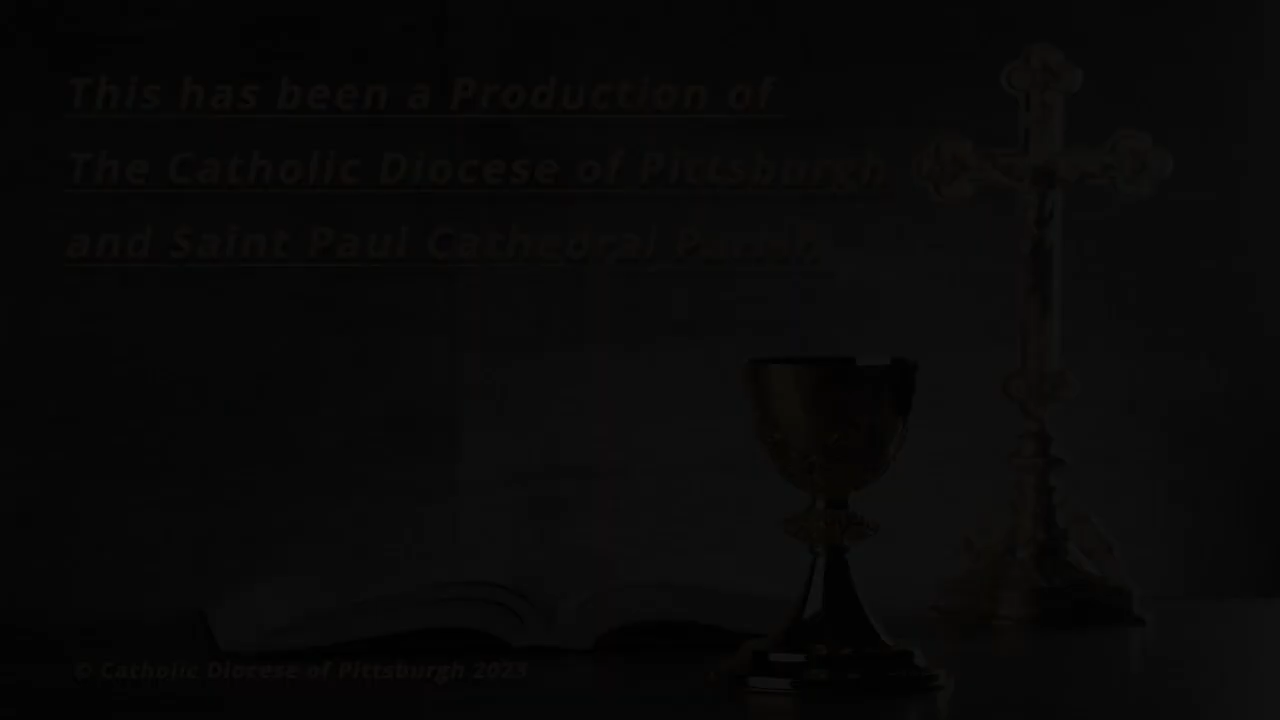 This has been a Production of
The Catholic Diocese of Pittsburgh
and Saint Paul Cathedral Parish
© Catholic Diocese of Pittsburgh 2023